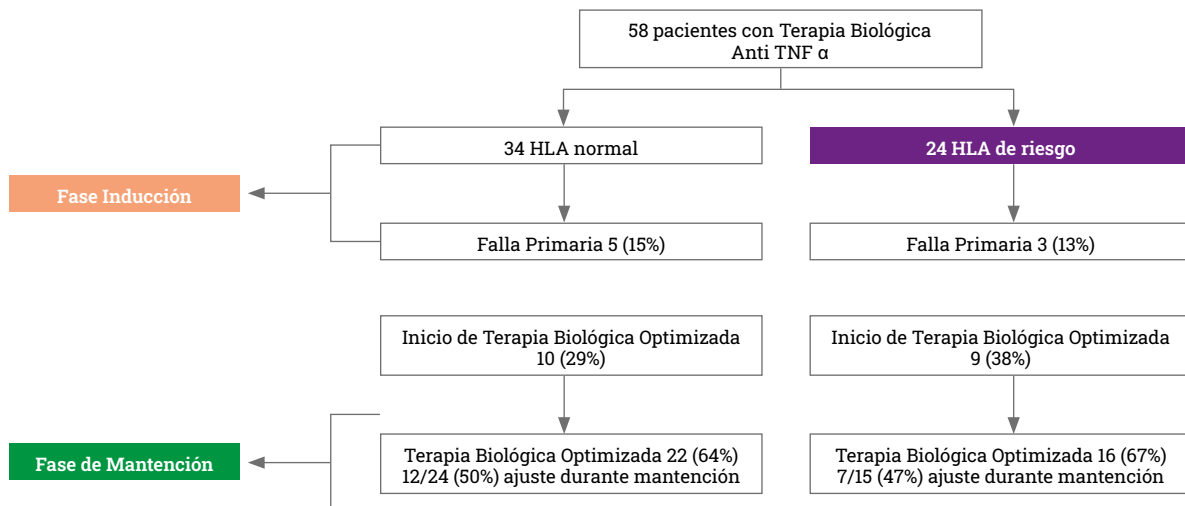 58 pacientes con Terapia Biológica
Anti TNF α
34 HLA normal
24 HLA de riesgo
Fase Inducción
Falla Primaria 5 (15%)
Falla Primaria 3 (13%)
Inicio de Terapia Biológica Optimizada
10 (29%)
Inicio de Terapia Biológica Optimizada
9 (38%)
Fase de Mantención
Terapia Biológica Optimizada 22 (64%)
12/24 (50%) ajuste durante mantención
Terapia Biológica Optimizada 16 (67%)
7/15 (47%) ajuste durante mantención